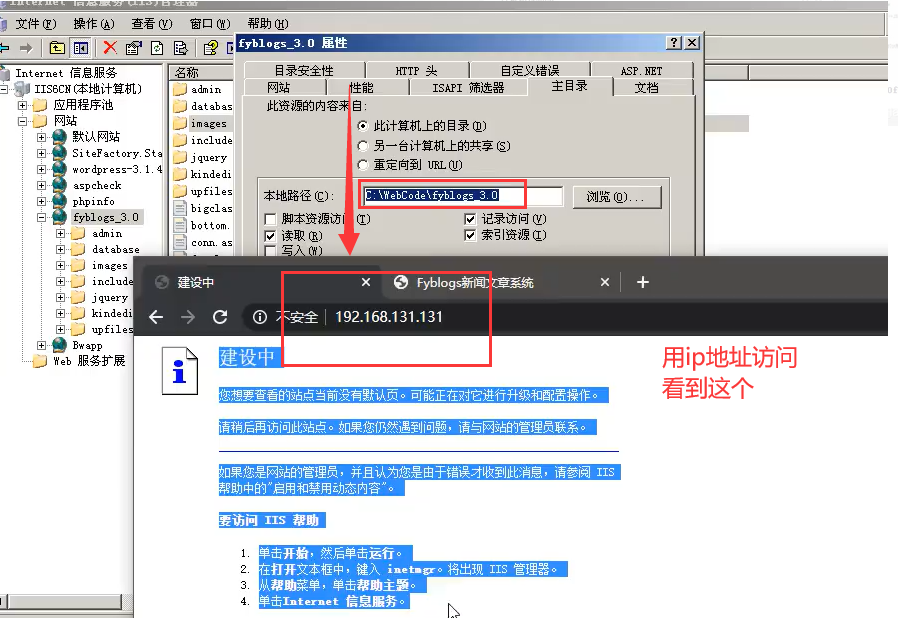 Internet 信息服务(IIS)管理器
文件(F) 操作(A) 查看(V) 窗口(W) 帮助(H)
Internet 信息服务
IIS6CN(本地计算机)
应用程序池
网站
默认网站
SiteFactory.Sta
wordpress-3.1.4
aspcheck
phpinfo
fyblogs_3.0
admin
database
images
include
jquery
kindedi
upfiles
Bwapp
Web 服务扩展
名称
admin
databas
images
include
jquery
kindedi
upfiles
bigclas
bottom.
conn.as
fyblogs_3.0 属性
目录安全性 HTTP 头 自定义错误 ASP.NET
网站 性能 ISAPI 筛选器 主目录 文档
此资源的内容来自:
此计算机上的目录(D)
另一台计算机上的共享(S)
重定向到 URL(U)
本地路径(C): C:\WebCode\fyblogs_3.0 浏览(O)...
脚本资源访问(T) 记录访问(V)
读取(R) 索引资源(I)
写入(W)
建设中 Fyblogs新闻文章系统
不安全 192.168.131.131
用ip地址访问
看到这个
建设中
您想要查看的站点当前没有默认页。可能正在对它进行升级和配置操作。
请稍后再访问此站点。如果您仍然遇到问题，请与网站的管理员联系。
如果您是网站的管理员，并且认为您是由于错误才收到此消息，请参阅 IIS
帮助中的"启用和禁用动态内容"。
要访问 IIS 帮助
1. 单击开始，然后单击运行。
2. 在打开文本框中，键入 inetmgr。将出现 IIS 管理器。
3. 从帮助菜单，单击帮助主题。
4. 单击Internet 信息服务。